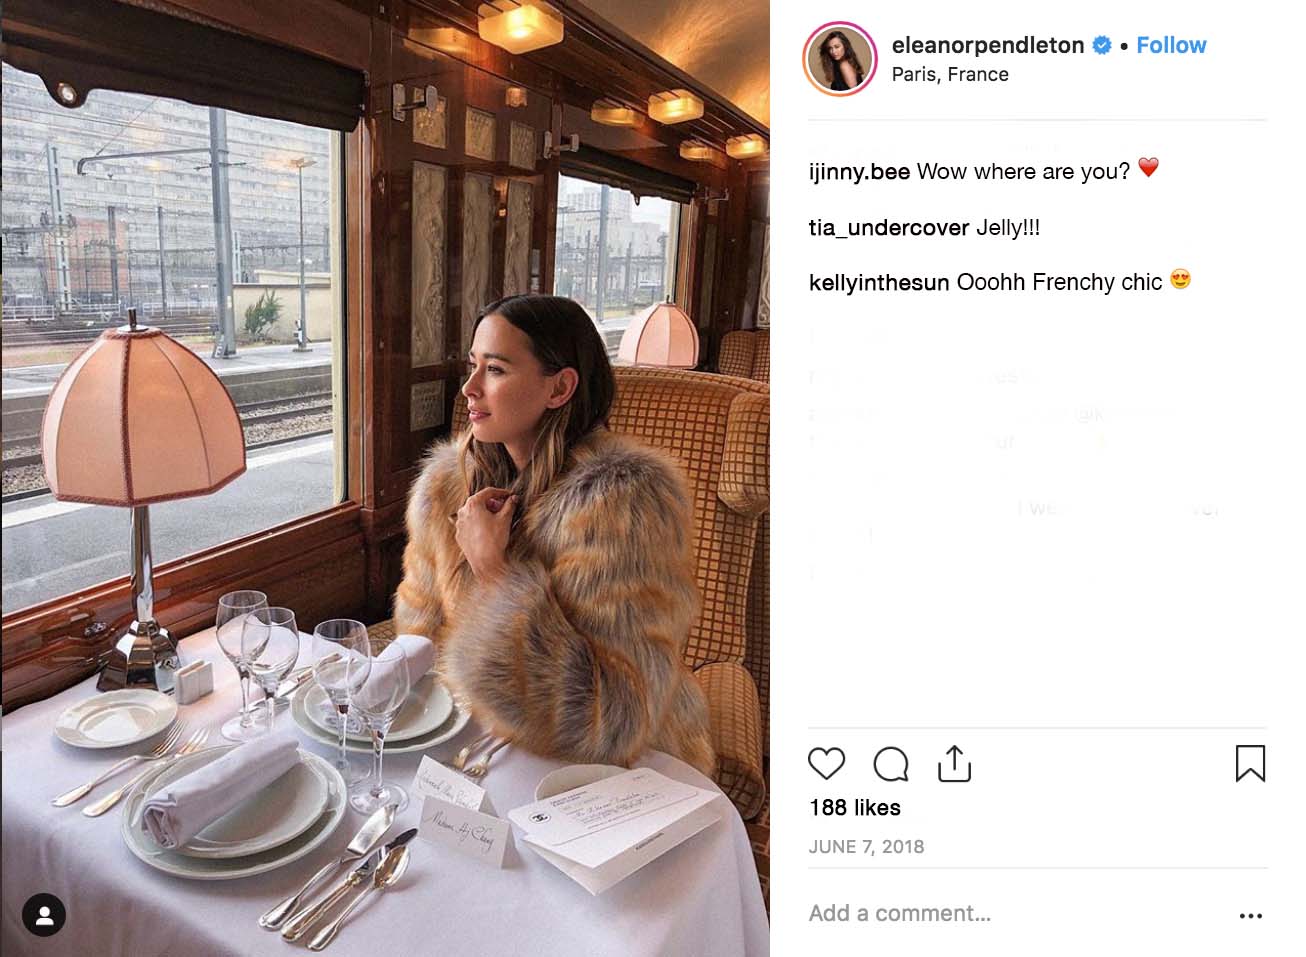 eleanorpendleton • Follow
Paris, France
ijinny.bee Wow where are you? ❤️
tia_undercover Jelly!!!
kellyinthesun Ooohh Frenchy chic 😍
188 likes
JUNE 7, 2018
Add a comment...